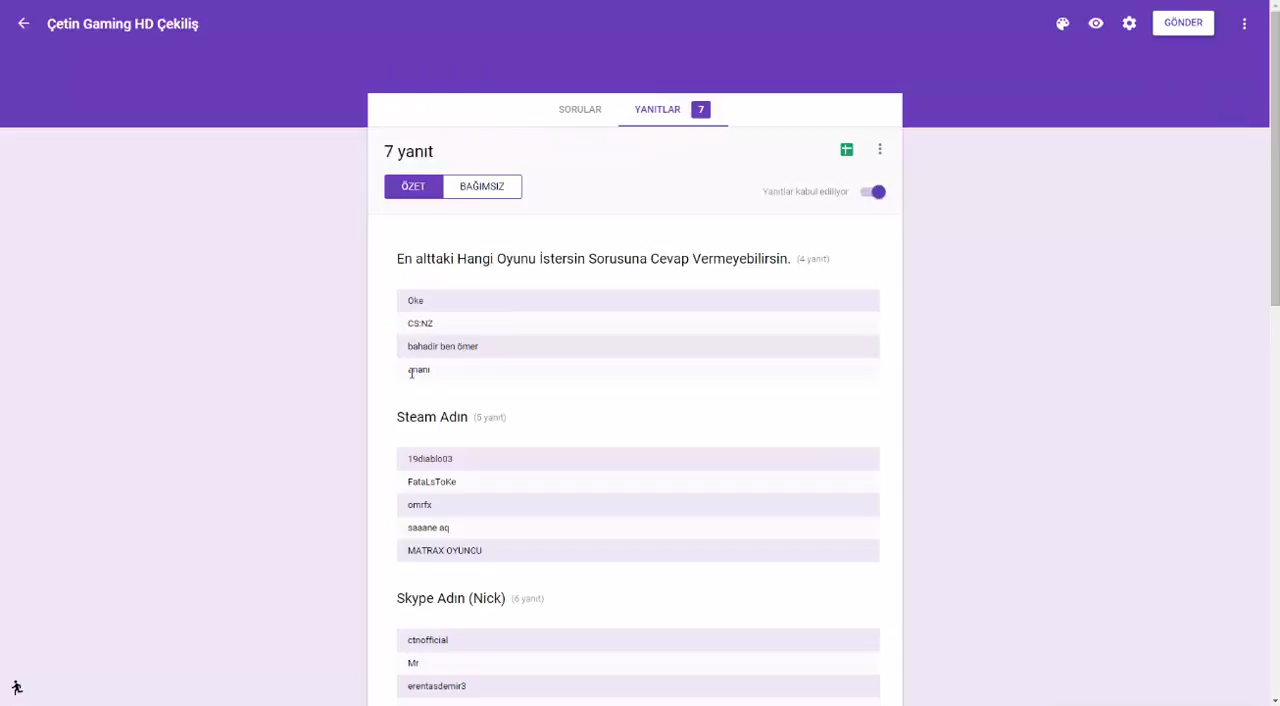 Çetin Gaming HD Çekiliş
GÖNDER
SORULAR
YANITLAR 7
7 yanıt
ÖZET
BAĞIMSIZ
Yanıtlar kabul ediliyor
En alttaki Hangi Oyunu İstersin Sorusuna Cevap Vermeyebilirsin. (4 yanıt)
Oke
CS:NZ
bahadir ben ömer
Steam Adın (5 yanıt)
19diablo03
FataLsToKe
omrfx
saaane aq
MATRAX OYUNCU
Skype Adın (Nick) (6 yanıt)
ctnofficial
Mr
erentasdemir3